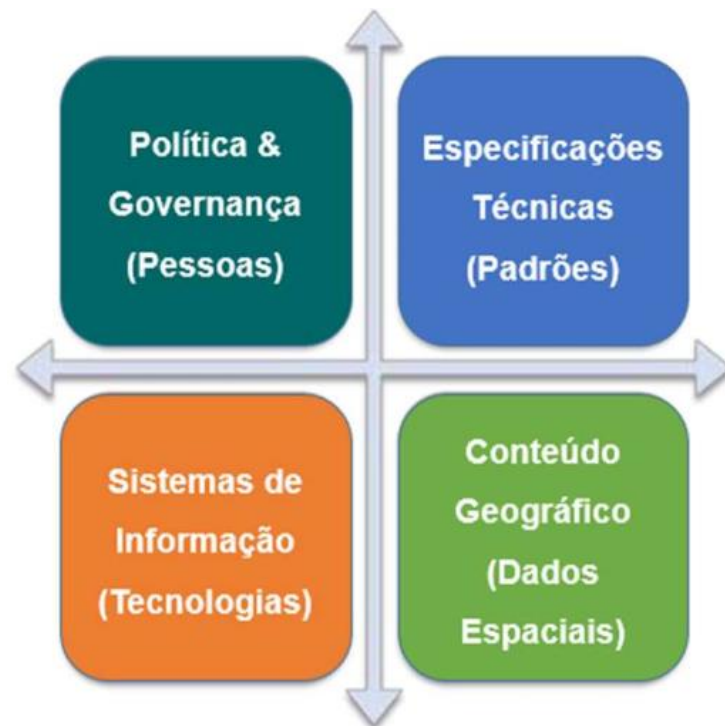 Política &
Governança
(Pessoas)
Especificações
Técnicas
(Padrões)
Sistemas de
Informação
(Tecnologias)
Conteúdo
Geográfico
(Dados
Espaciais)